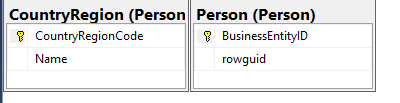 CountryRegion (Person
CountryRegionCode
Name
Person (Person)
BusinessEntityID
rowguid